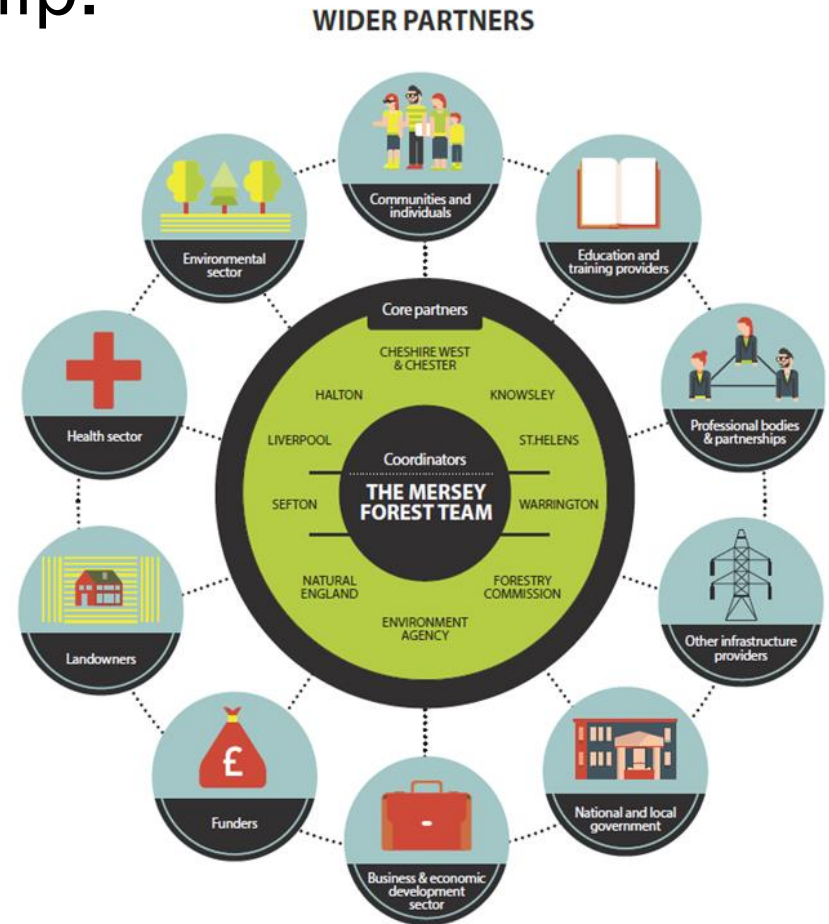 WIDER PARTNERS
Communities and
individuals
Education and
training providers
Professional bodies
& partnerships
Other infrastructure
providers
National and local
government
Business & economic
development
sector
Funders
£
Landowners
Health sector
Environmental
sector
Core partners
CHESHIRE WEST
& CHESTER
HALTON
KNOWSLEY
LIVERPOOL
ST.HELENS
SEFTON
WARRINGTON
NATURAL
ENGLAND
FORESTRY
COMMISSION
ENVIRONMENT
AGENCY
Coordinators
THE MERSEY
FOREST TEAM